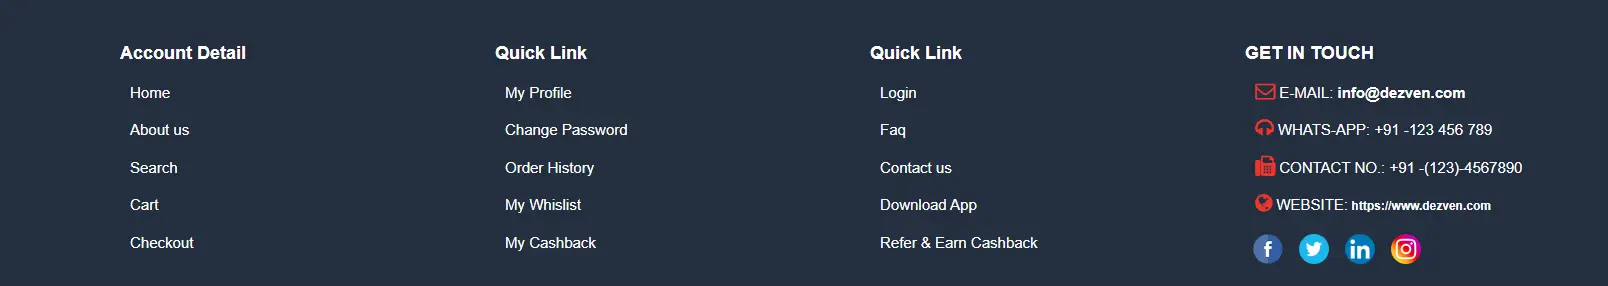 Account Detail
Home
About us
Search
Cart
Checkout
Quick Link
My Profile
Change Password
Order History
My Whislist
My Cashback
Quick Link
Login
Faq
Contact us
Download App
Refer & Earn Cashback
GET IN TOUCH
E-MAIL: info@dezven.com
WHATS-APP: +91 -123 456 789
CONTACT NO.: +91 -(123)-4567890
WEBSITE: https://www.dezven.com